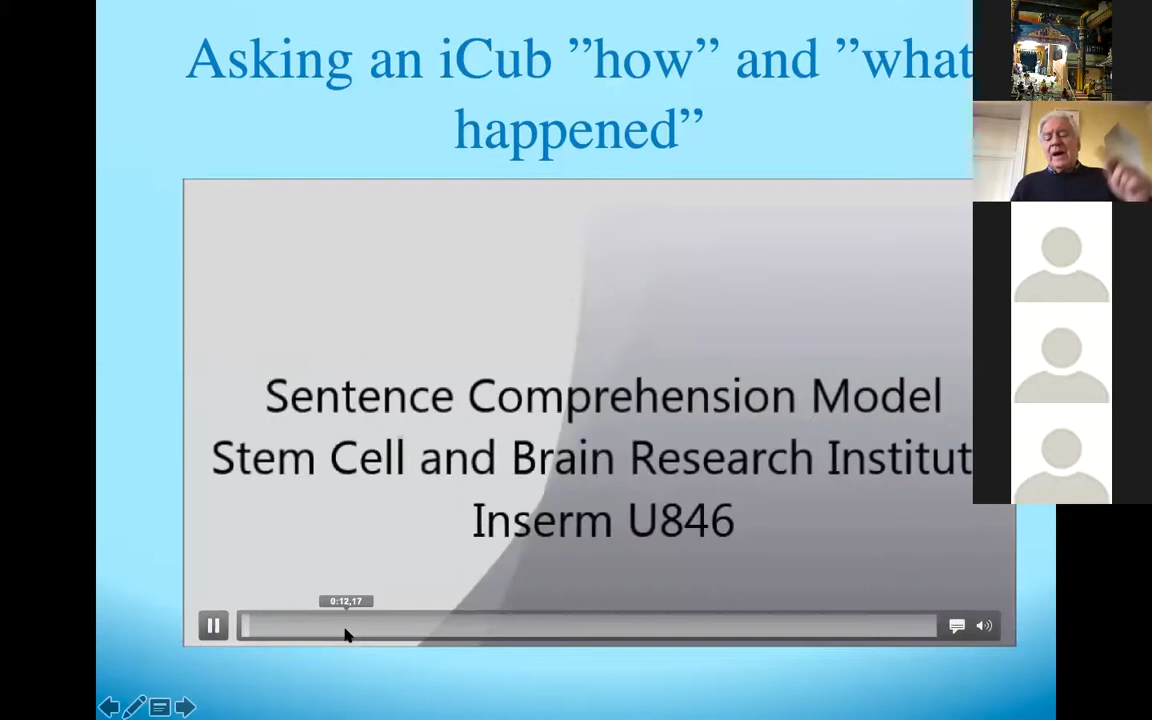 Asking an iCub ”how” and ”what
happened”
Sentence Comprehension Model
Stem Cell and Brain Research Institut
Inserm U846
0:12,17